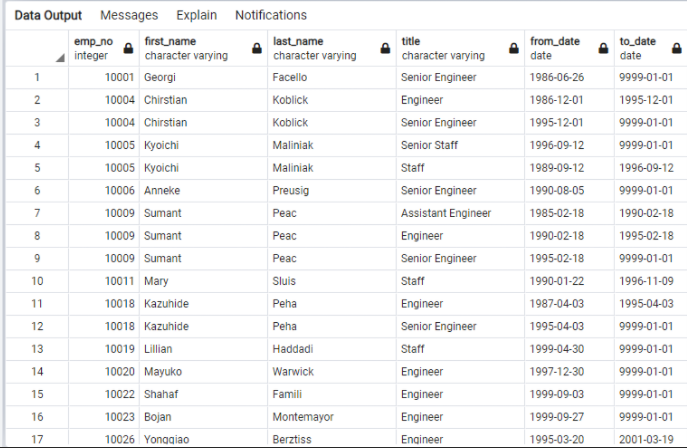 Data Output Messages Explain Notifications
emp_no first_name last_name title from_date to_date
integer character varying character varying character varying date date
1 10001 Georgi Facello Senior Engineer 1986-06-26 9999-01-01
2 10004 Chirstian Koblick Engineer 1986-12-01 1995-12-01
3 10004 Chirstian Koblick Senior Engineer 1995-12-01 9999-01-01
4 10005 Kyoichi Maliniak Senior Staff 1996-09-12 9999-01-01
5 10005 Kyoichi Maliniak Staff 1989-09-12 1996-09-12
6 10006 Anneke Preusig Senior Engineer 1990-08-05 9999-01-01
7 10009 Sumant Peac Assistant Engineer 1985-02-18 1990-02-18
8 10009 Sumant Peac Engineer 1990-02-18 1995-02-18
9 10009 Sumant Peac Senior Engineer 1995-02-18 9999-01-01
10 10011 Mary Sluis Staff 1990-01-22 1996-11-09
11 10018 Kazuhide Peha Engineer 1987-04-03 1995-04-03
12 10018 Kazuhide Peha Senior Engineer 1995-04-03 9999-01-01
13 10019 Lillian Haddadi Staff 1999-04-30 9999-01-01
14 10020 Mayuko Warwick Engineer 1997-12-30 9999-01-01
15 10022 Shahaf Famili Engineer 1999-09-03 9999-01-01
16 10023 Bojan Montemayor Engineer 1999-09-27 9999-01-01
17 10026 Yongqiao Berztiss Engineer 1995-03-20 2001-03-19